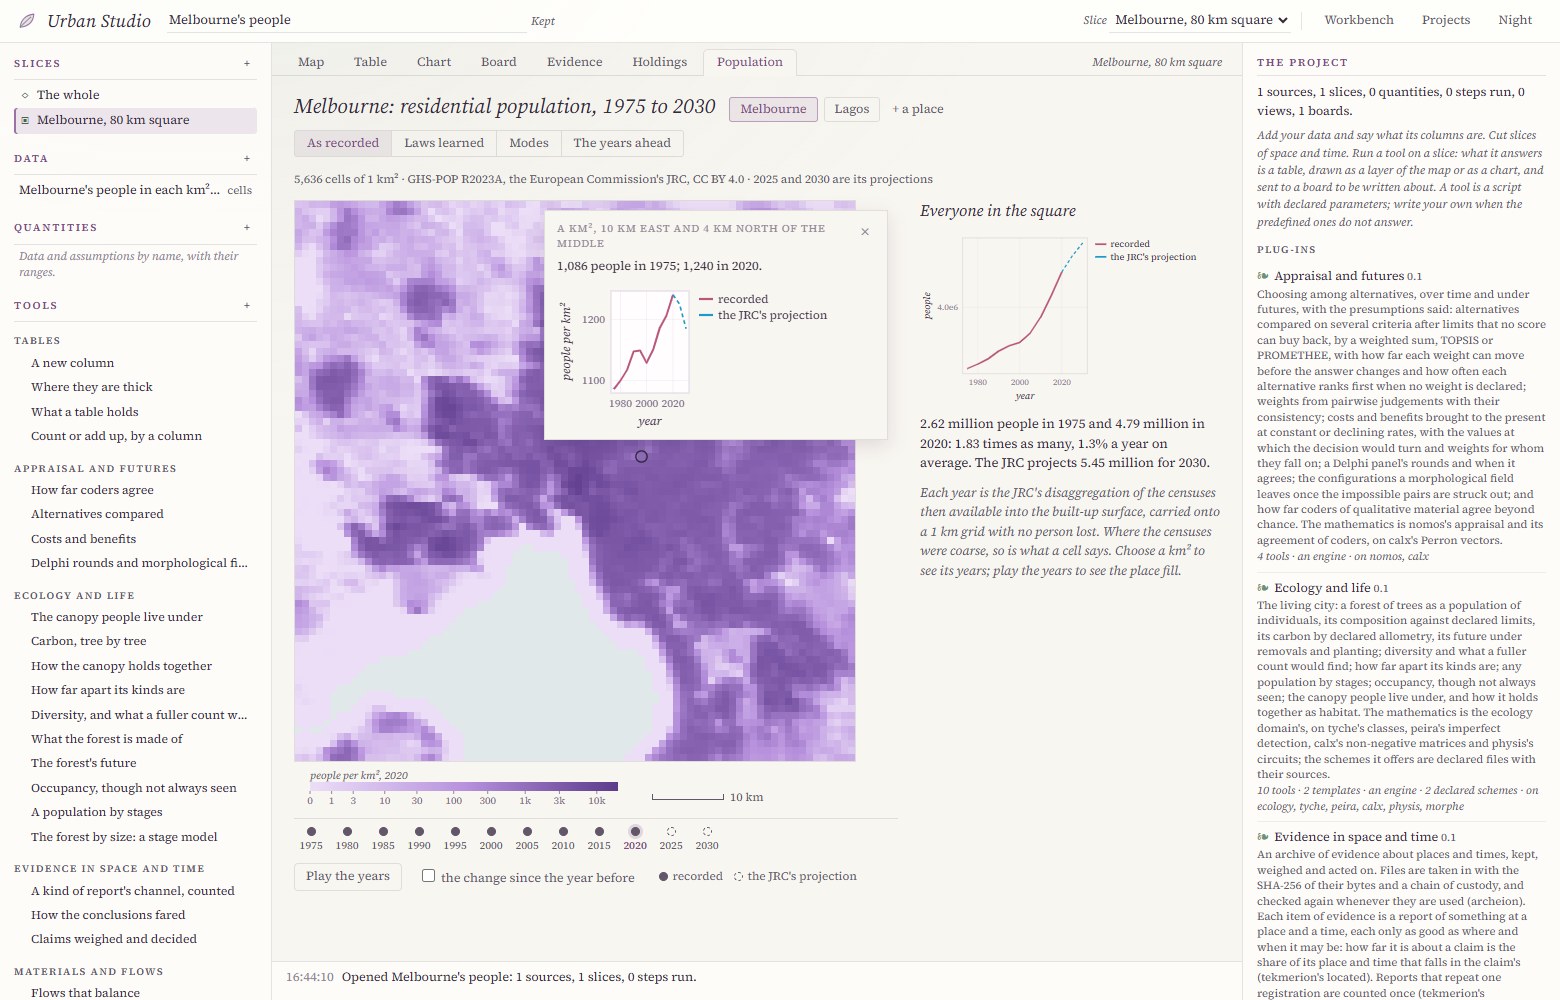 Urban Studio
Melbourne's people
Kept
Slice
Melbourne, 80 km square
Workbench
Projects
Night
SLICES
+
The whole
Melbourne, 80 km square
DATA
+
Melbourne's people in each km²...
cells
QUANTITIES
+
Data and assumptions by name, with their
ranges.
TOOLS
+
TABLES
A new column
Where they are thick
What a table holds
Count or add up, by a column
APPRAISAL AND FUTURES
How far coders agree
Alternatives compared
Costs and benefits
Delphi rounds and morphological fi...
ECOLOGY AND LIFE
The canopy people live under
Carbon, tree by tree
How the canopy holds together
How far apart its kinds are
Diversity, and what a fuller count w...
What the forest is made of
The forest's future
Occupancy, though not always seen
A population by stages
The forest by size: a stage model
EVIDENCE IN SPACE AND TIME
A kind of report's channel, counted
How the conclusions fared
Claims weighed and decided
MATERIALS AND FLOWS
Flows that balance
Map
Table
Chart
Board
Evidence
Holdings
Population
Melbourne, 80 km square
Melbourne: residential population, 1975 to 2030
Melbourne
Lagos
+ a place
As recorded
Laws learned
Modes
The years ahead
5,636 cells of 1 km² · GHS-POP R2023A, the European Commission's JRC, CC BY 4.0 · 2025 and 2030 are its projections
A KM², 10 KM EAST AND 4 KM NORTH OF THE
MIDDLE
×
1,086 people in 1975; 1,240 in 2020.
people per km²
1200
1100
1980 2000 2020
year
recorded
the JRC's projection
people per km², 2020
0 1 3 10 30 100 300 1k 3k 10k
10 km
1975 1980 1985 1990 1995 2000 2005 2010 2015 2020 2025 2030
Play the years
the change since the year before
recorded
the JRC's projection
Everyone in the square
people
4.0e6
1980 2000 2020
year
recorded
the JRC's projection
2.62 million people in 1975 and 4.79 million in
2020: 1.83 times as many, 1.3% a year on
average. The JRC projects 5.45 million for 2030.
Each year is the JRC's disaggregation of the censuses
then available into the built-up surface, carried onto
a 1 km grid with no person lost. Where the censuses
were coarse, so is what a cell says. Choose a km² to
see its years; play the years to see the place fill.
16:44:10 Opened Melbourne's people: 1 sources, 1 slices, 0 steps run.
THE PROJECT
1 sources, 1 slices, 0 quantities, 0 steps run, 0
views, 1 boards.
Add your data and say what its columns are. Cut slices
of space and time. Run a tool on a slice: what it answers
is a table, drawn as a layer of the map or as a chart, and
sent to a board to be written about. A tool is a script
with declared parameters; write your own when the
predefined ones do not answer.
PLUG-INS
Appraisal and futures 0.1
Choosing among alternatives, over time and under
futures, with the presumptions said: alternatives
compared on several criteria after limits that no score
can buy back, by a weighted sum, TOPSIS or
PROMETHEE, with how far each weight can move
before the answer changes and how often each
alternative ranks first when no weight is declared;
weights from pairwise judgements with their
consistency; costs and benefits brought to the present
at constant or declining rates, with the values at
which the decision would turn and weights for whom
they fall on; a Delphi panel's rounds and when it
agrees; the configurations a morphological field
leaves once the impossible pairs are struck out; and
how far coders of qualitative material agree beyond
chance. The mathematics is nomos's appraisal and its
agreement of coders, on calx's Perron vectors.
4 tools · an engine · on nomos, calx
Ecology and life 0.1
The living city: a forest of trees as a population of
individuals, its composition against declared limits,
its carbon by declared allometry, its future under
removals and planting; diversity and what a fuller
count would find; how far apart its kinds are; any
population by stages; occupancy, though not always
seen; the canopy people live under, and how it holds
together as habitat. The mathematics is the ecology
domain's, on tyche's classes, peira's imperfect
detection, calx's non-negative matrices and physis's
circuits; the schemes it offers are declared files with
their sources.
10 tools · 2 templates · an engine · 2 declared schemes · on
ecology, tyche, peira, calx, physis, morphe
Evidence in space and time 0.1
An archive of evidence about places and times, kept,
weighed and acted on. Files are taken in with the
SHA-256 of their bytes and a chain of custody, and
checked again whenever they are used (archeion).
Each item of evidence is a report of something at a
place and a time, each only as good as where and
when it may be: how far it is about a claim is the
share of its place and time that falls in the claim's
(tekmerion's located). Reports that repeat one
registration are counted once (tekmerion's